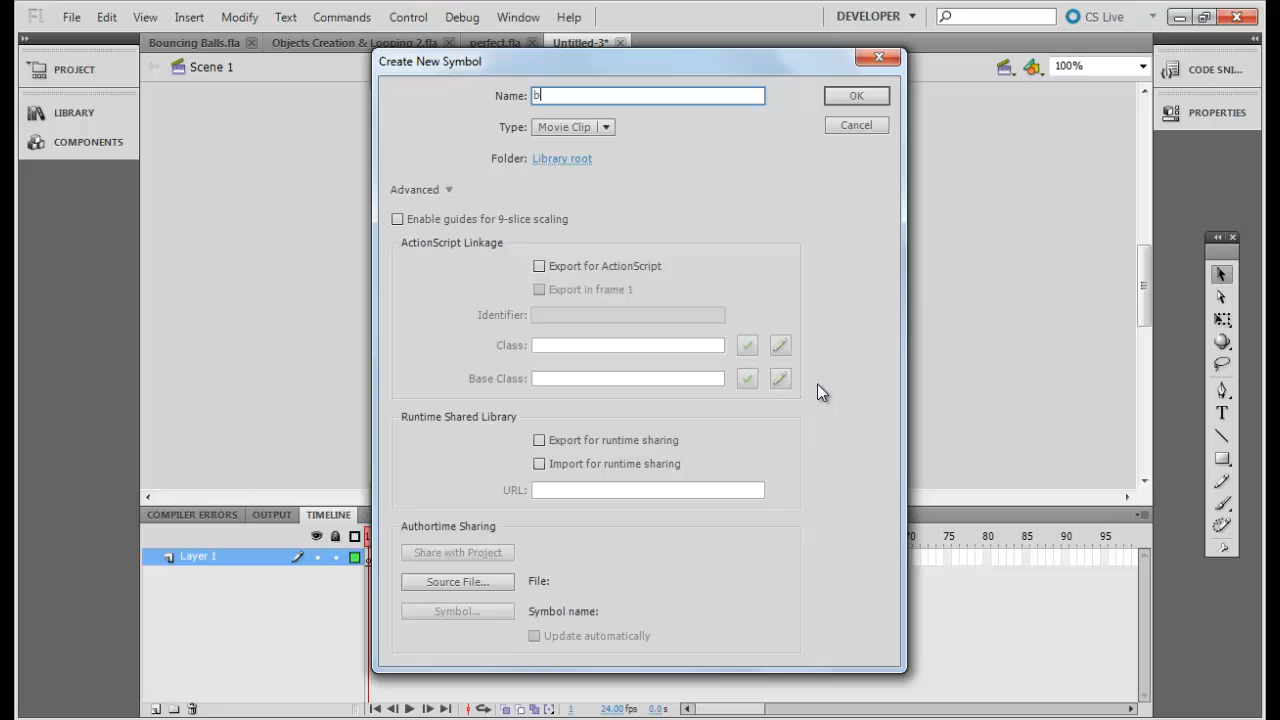 Fl File Edit View Insert Modify Text Commands Control Debug Window Help DEVELOPER CS Live
Bouncing Balls.fla Objects Creation & Looping 2.fla perfect.fla Untitled-3*
Scene 1 100%
PROJECT
LIBRARY
COMPONENTS
CODE SNI...
PROPERTIES
Create New Symbol
Name: b OK
Type: Movie Clip Cancel
Folder: Library root
Advanced
Enable guides for 9-slice scaling
ActionScript Linkage
Export for ActionScript
Export in frame 1
Identifier:
Class:
Base Class:
Runtime Shared Library
Export for runtime sharing
Import for runtime sharing
URL:
Authortime Sharing
Share with Project
Source File... File:
Symbol... Symbol name:
Update automatically
COMPILER ERRORS OUTPUT TIMELINE
1 70 75 80 85 90 95
Layer 1
1 24.00fps 0.0s
T